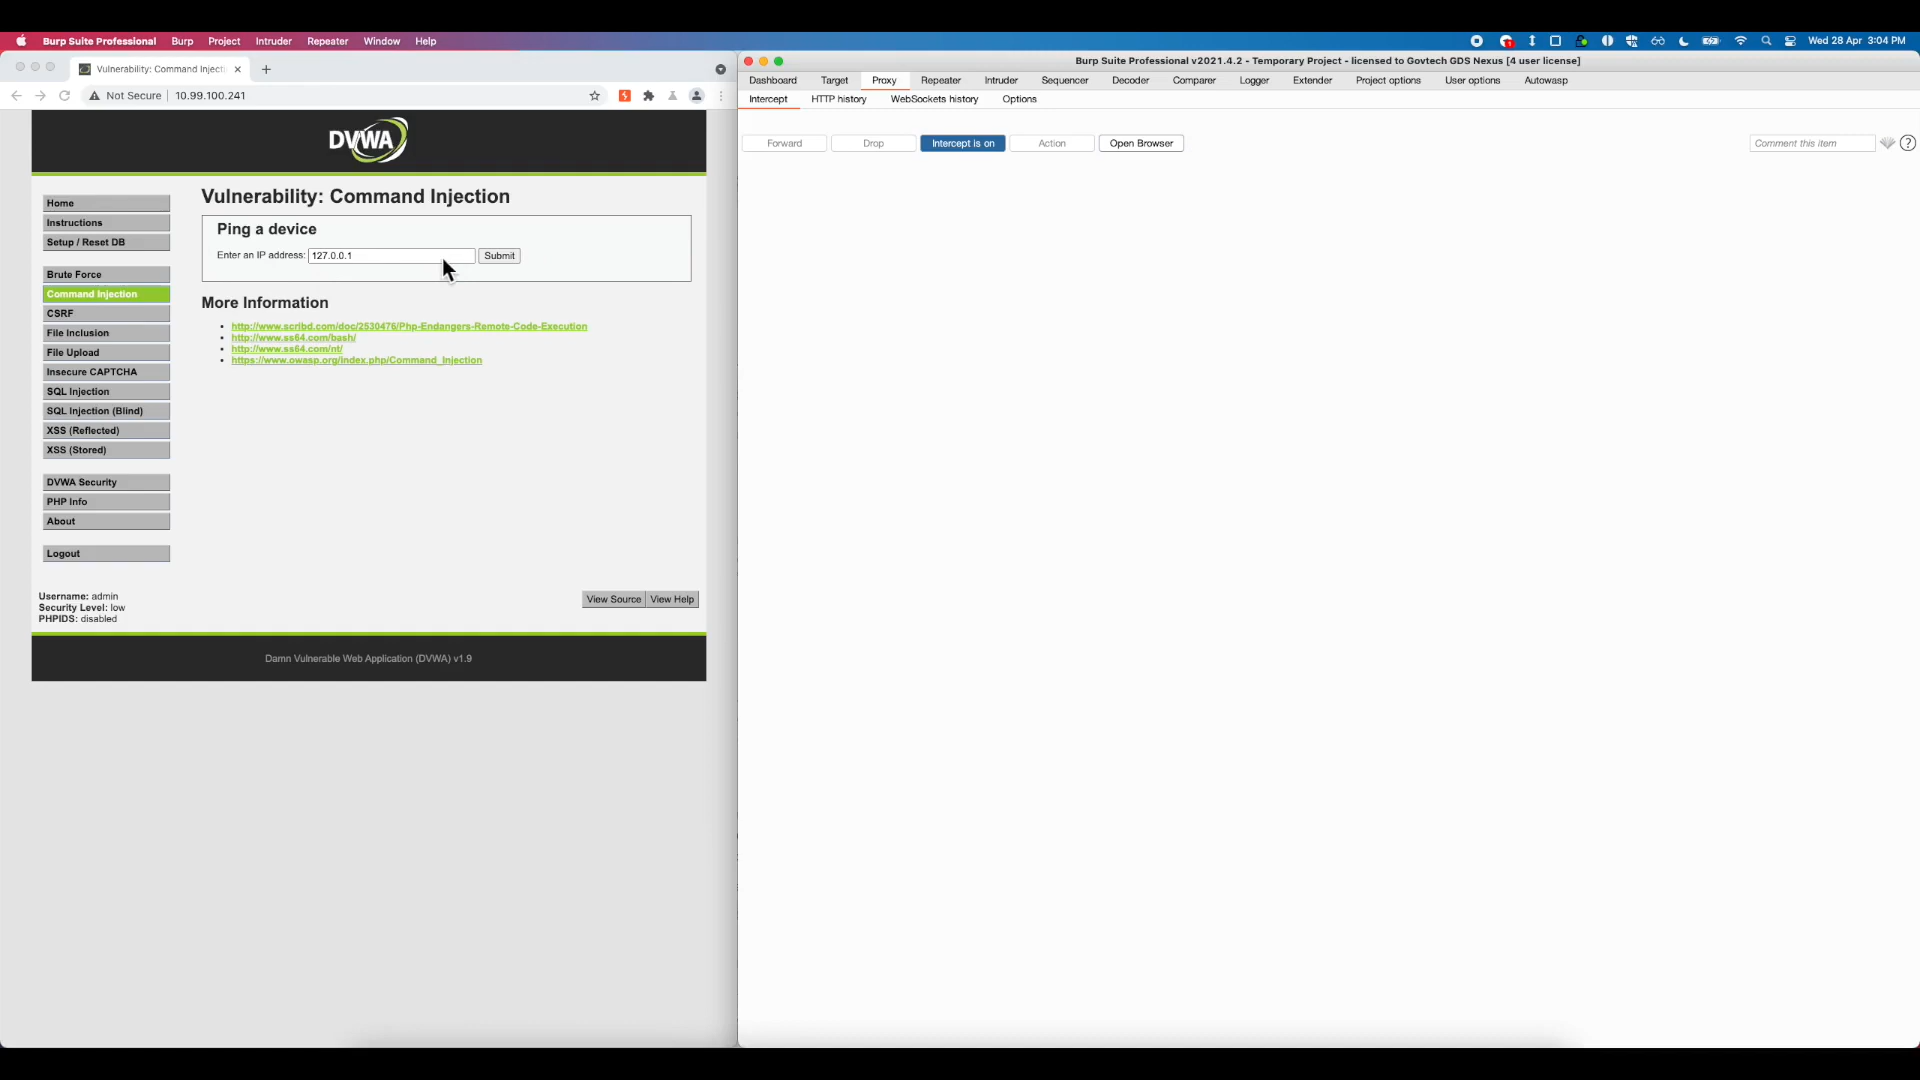 Burp Suite Professional Burp Project Intruder Repeater Window Help
Wed 28 Apr 3:04 PM
Vulnerability: Command Injecti
Not Secure 10.99.100.241
DVWA
Home
Instructions
Setup / Reset DB
Brute Force
Command Injection
CSRF
File Inclusion
File Upload
Insecure CAPTCHA
SQL Injection
SQL Injection (Blind)
XSS (Reflected)
XSS (Stored)
DVWA Security
PHP Info
About
Logout
Vulnerability: Command Injection
Ping a device
Enter an IP address: 127.0.0.1 Submit
More Information
http://www.scribd.com/doc/2530476/Php-Endangers-Remote-Code-Execution
http://www.ss64.com/bash/
http://www.ss64.com/nt/
https://www.owasp.org/index.php/Command_Injection
Username: admin
Security Level: low
PHPIDS: disabled
View Source View Help
Damn Vulnerable Web Application (DVWA) v1.9
Burp Suite Professional v2021.4.2 - Temporary Project - licensed to Govtech GDS Nexus [4 user license]
Dashboard Target Proxy Repeater Intruder Sequencer Decoder Comparer Logger Extender Project options User options Autowasp
Intercept HTTP history WebSockets history Options
Forward Drop Intercept is on Action Open Browser Comment this item ?